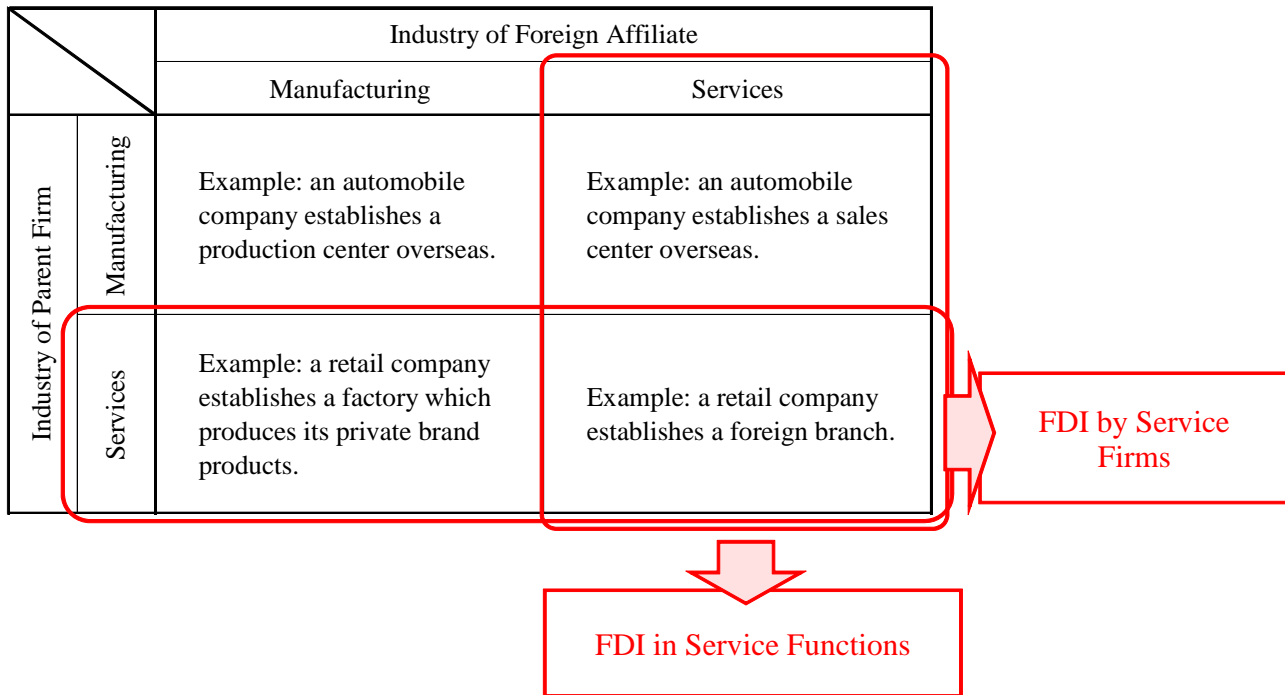 Industry of Foreign Affiliate
Manufacturing
Services
Industry of Parent Firm
Manufacturing
Example: an automobile
company establishes a
production center overseas.
Example: an automobile
company establishes a sales
center overseas.
Services
Example: a retail company
establishes a factory which
produces its private brand
products.
Example: a retail company
establishes a foreign branch.
FDI by Service
Firms
FDI in Service Functions